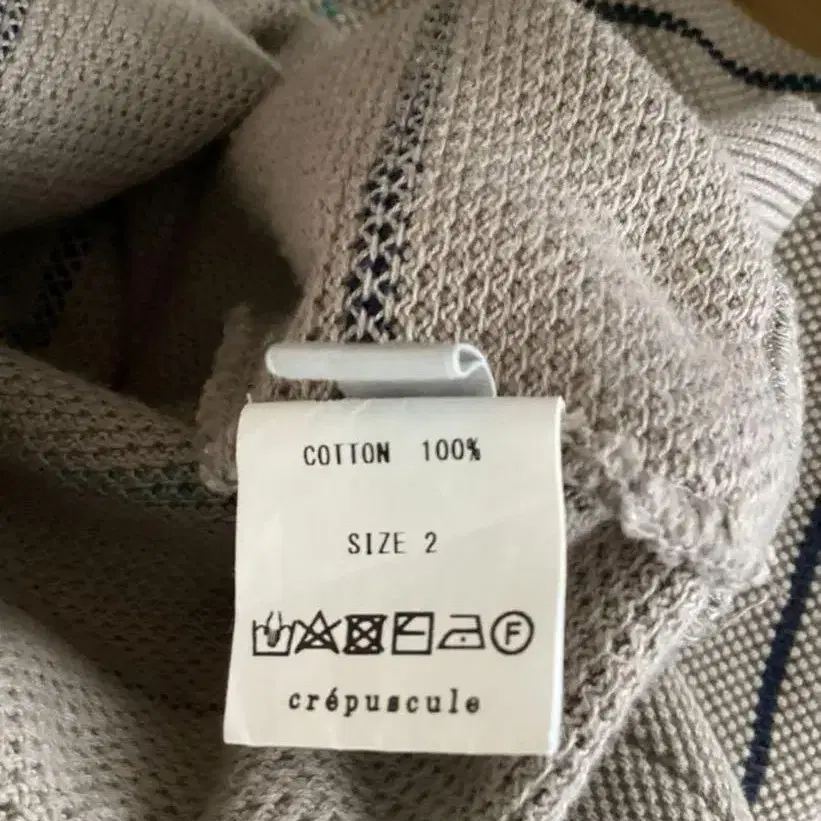 COTTON 100%
SIZE 2
F
crépuscule